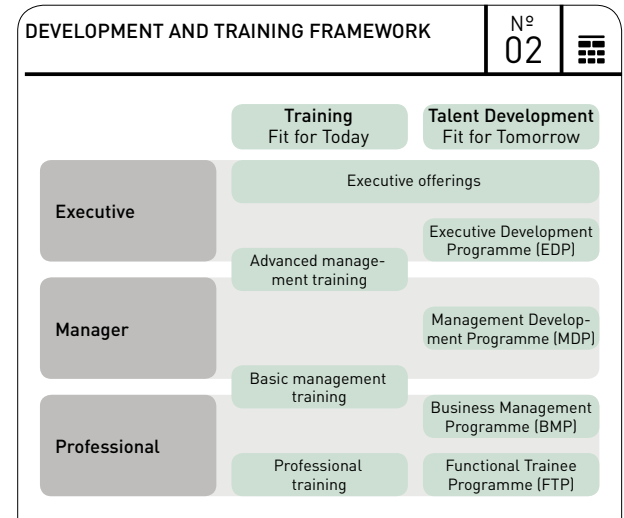 DEVELOPMENT AND TRAINING FRAMEWORK
Nº
02
Training
Fit for Today
Talent Development
Fit for Tomorrow
Executive
Executive offerings
Executive Development
Programme (EDP)
Advanced manage-
ment training
Manager
Management Develop-
ment Programme (MDP)
Basic management
training
Professional
Business Management
Programme (BMP)
Professional
training
Functional Trainee
Programme (FTP)